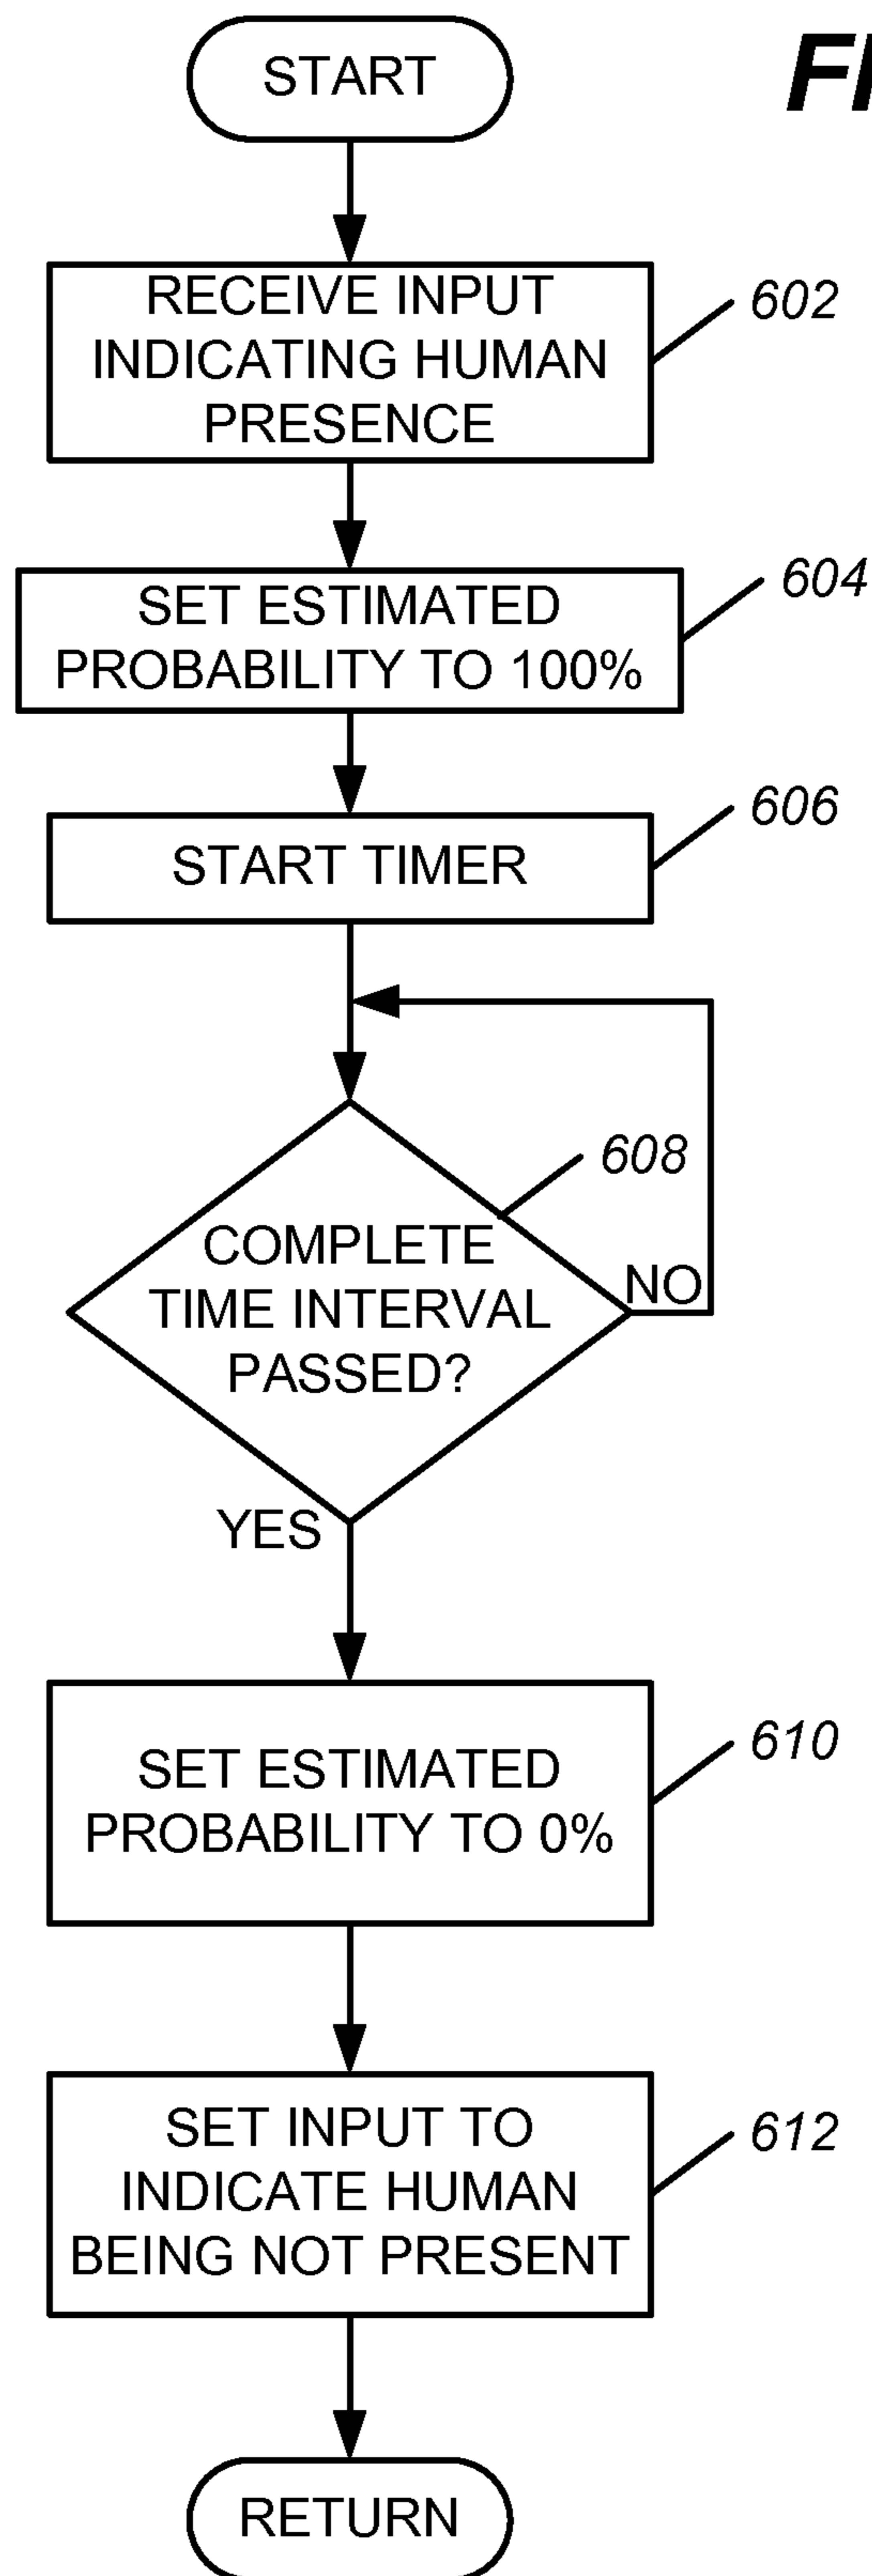 START
RECEIVE INPUT
INDICATING HUMAN
PRESENCE
602
SET ESTIMATED
PROBABILITY TO 100%
604
START TIMER
606
608
COMPLETE
TIME INTERVAL
PASSED?
NO
YES
SET ESTIMATED
PROBABILITY TO 0%
610
SET INPUT TO
INDICATE HUMAN
BEING NOT PRESENT
612
RETURN